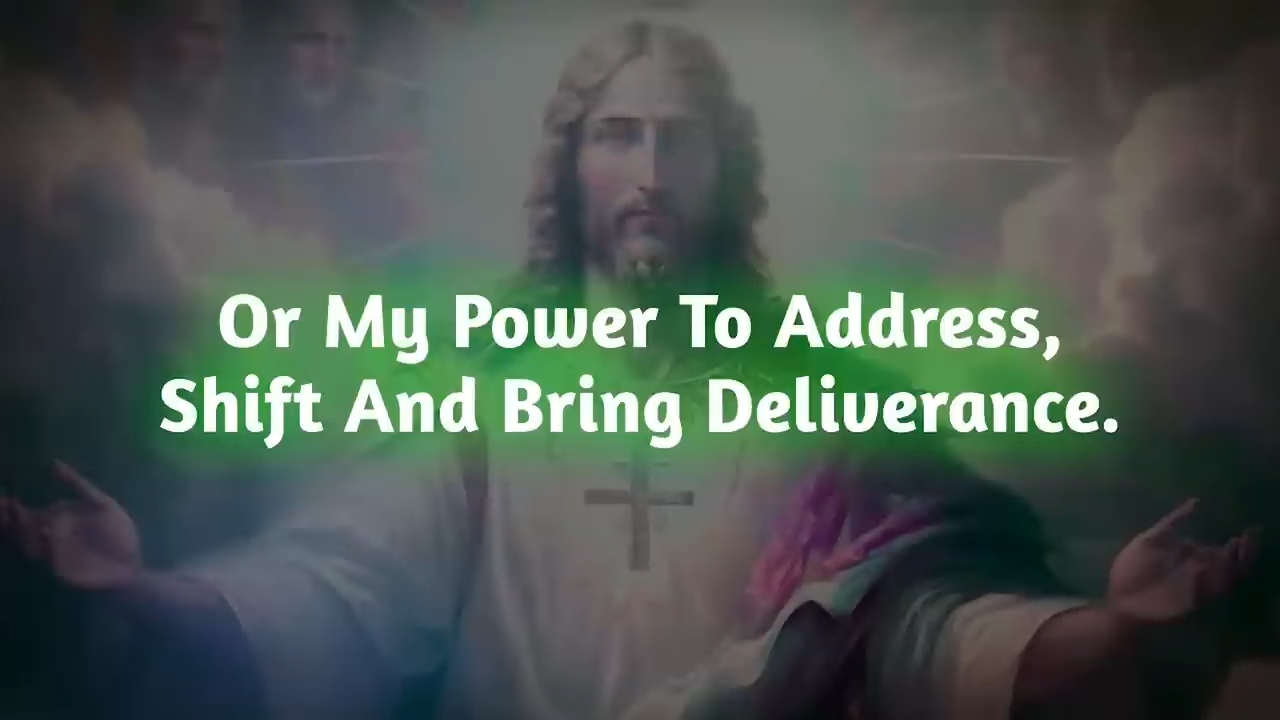 Or My Power To Address,
Shift And Bring Deliverance.